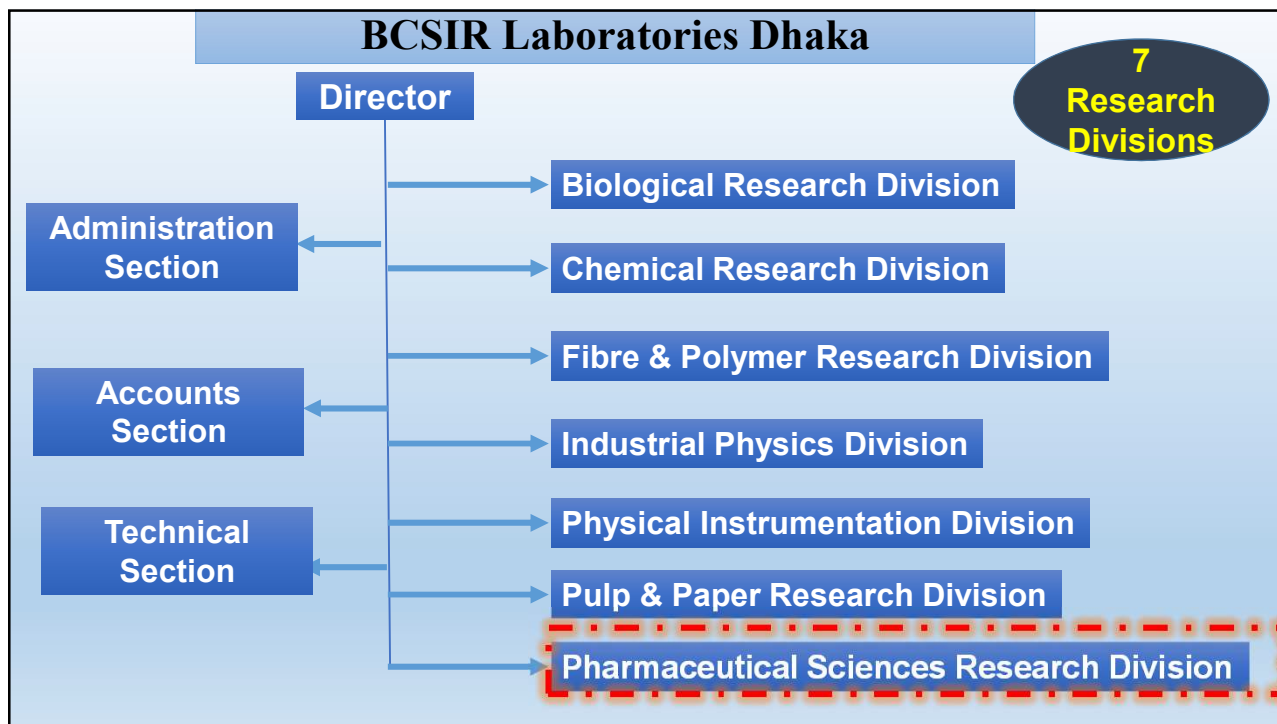 BCSIR Laboratories Dhaka
7
Research
Divisions
Director
Biological Research Division
Administration
Section
Chemical Research Division
Fibre & Polymer Research Division
Accounts
Section
Industrial Physics Division
Physical Instrumentation Division
Technical
Section
Pulp & Paper Research Division
Pharmaceutical Sciences Research Division